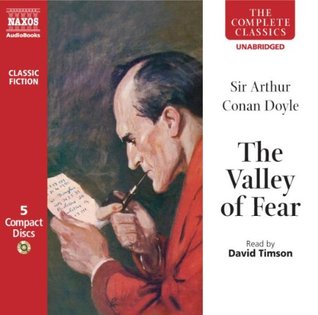 NAXOS
AudioBooks
CLASSIC
FICTION
5
Compact
Discs
THE
COMPLETE
CLASSICS
UNABRIDGED
Sir Arthur
Conan Doyle
The
Valley
of Fear
Read by
David Timson